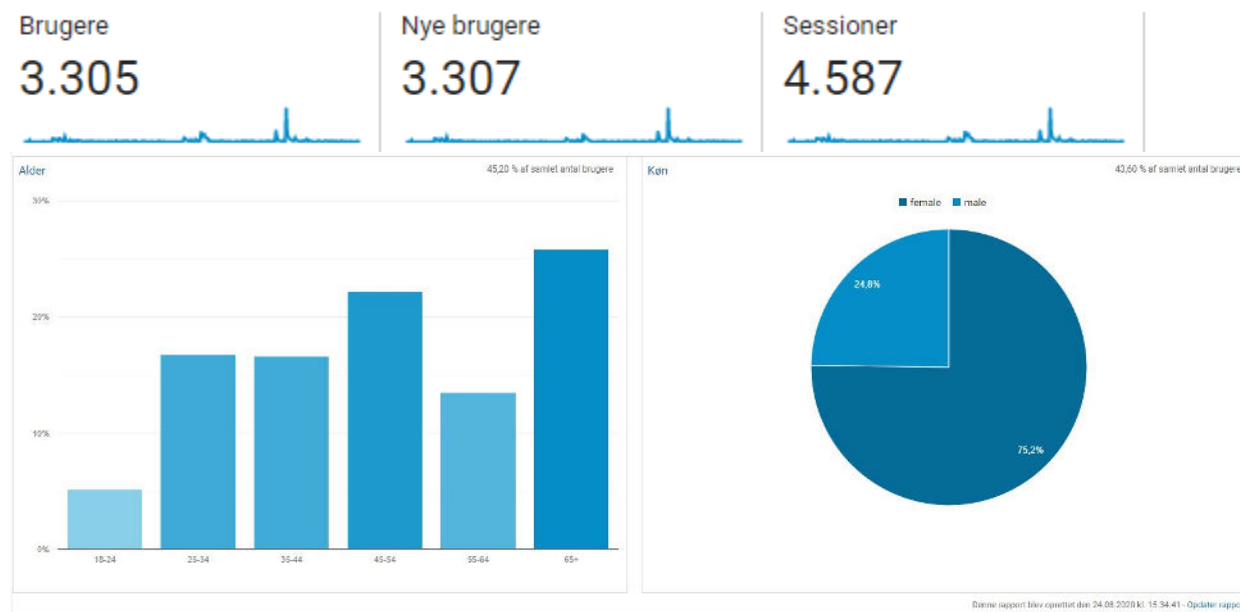 Brugere
3.305
Nye brugere
3.307
Sessioner
4.587
Alder
45,20 % af samlet antal brugere
30%
20%
10%
0%
18-24
25-34
35-44
45-54
55-64
65+
Køn
43,60 % af samlet antal brugere
female
male
24,8%
75,2%
Denne rapport blev oprettet den 24.08.2020 kl. 15.34.41 - Opdater rappo